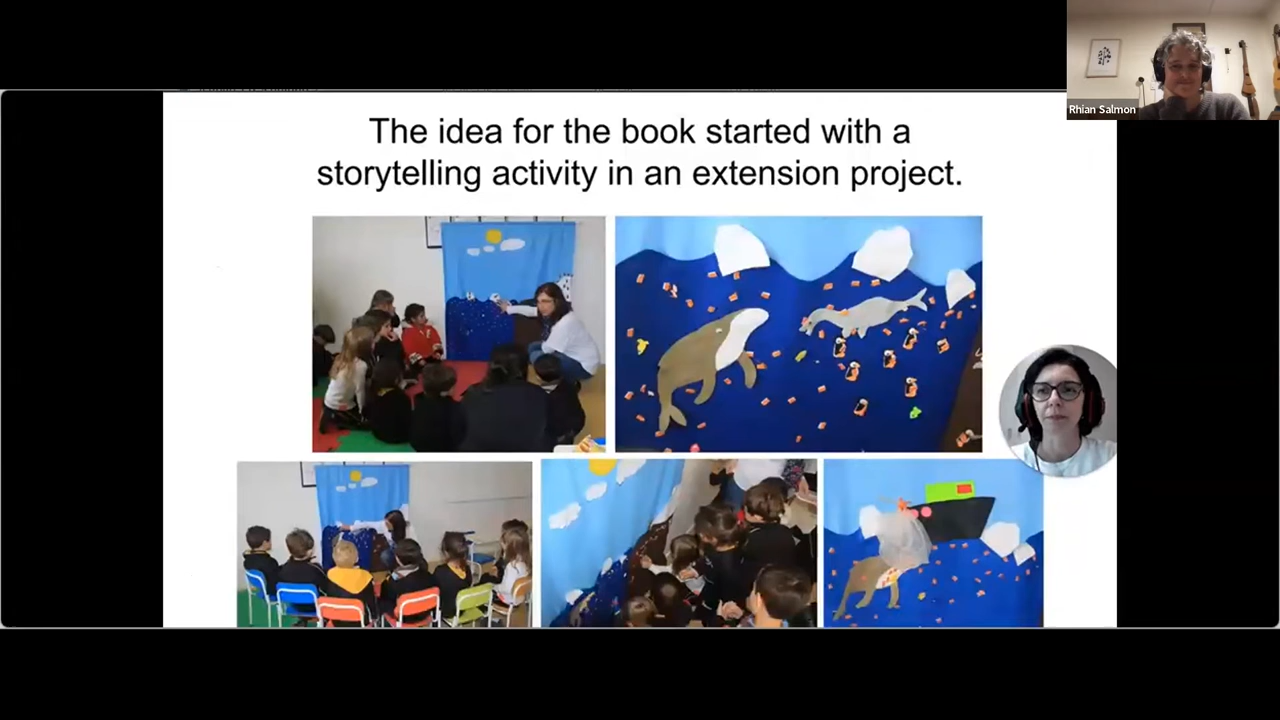 Rhian Salmon
The idea for the book started with a
storytelling activity in an extension project.